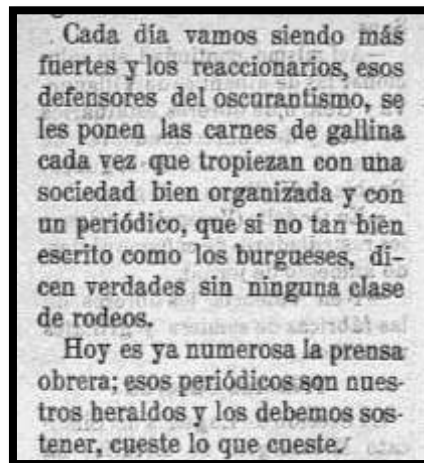 Cada día vamos siendo más
fuertes y los reaccionarios, esos
defensores del oscurantismo, se
les ponen las carnes de gallina
cada vez que tropiezan con una
sociedad bien organizada y con
un periódico, que si no tan bien
escrito como los burgueses, di-
cen verdades sin ninguna clase
de rodeos.
Hoy es ya numerosa la prensa
obrera; esos periódicos son nues-
tros heraldos y los debemos sos-
tener, cueste lo que cueste.